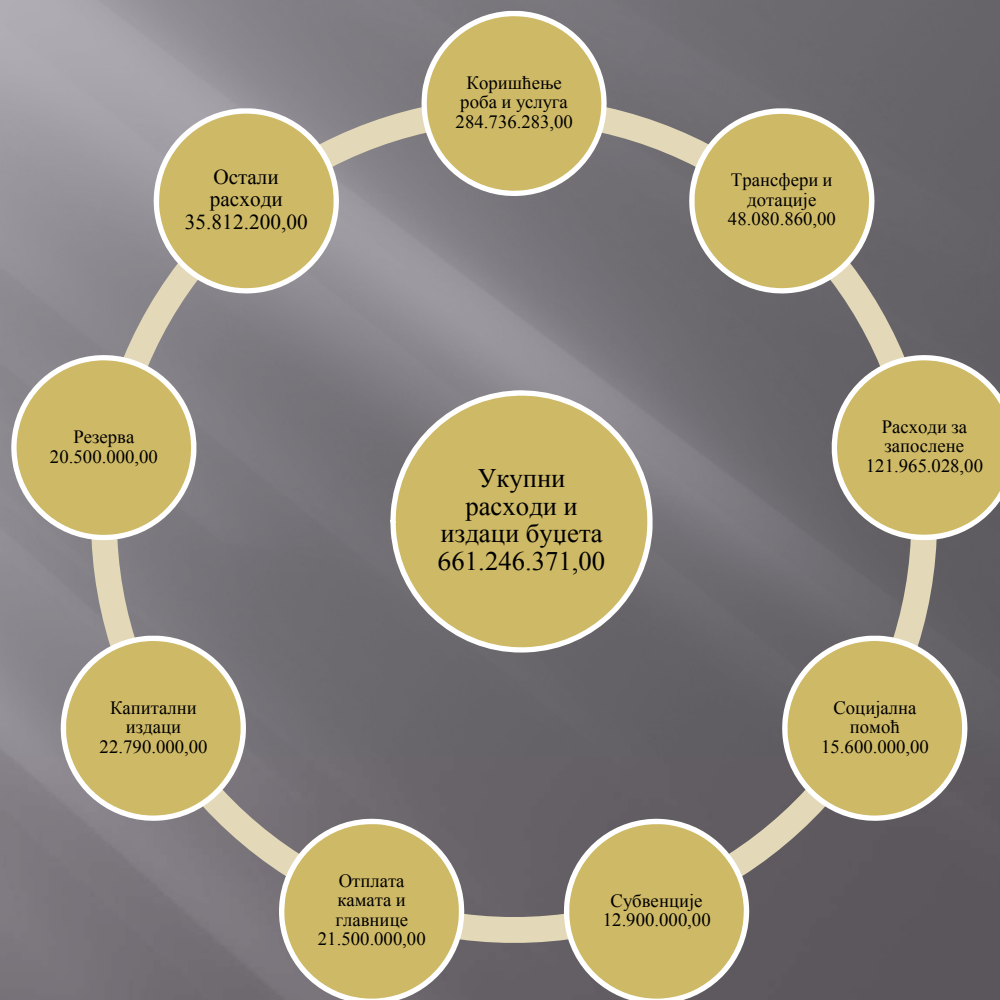 Коришћење
роба и услуга
284.736.283,00
Трансфери и
дотације
48.080.860,00
Расходи за
запослене
121.965.028,00
Социјална
помоћ
15.600.000,00
Субвенције
12.900.000,00
Отплата
камата и
главнице
21.500.000,00
Капитални
издаци
22.790.000,00
Резерва
20.500.000,00
Остали
расходи
35.812.200,00
Укупни
расходи и
издаци буџета
661.246.371,00